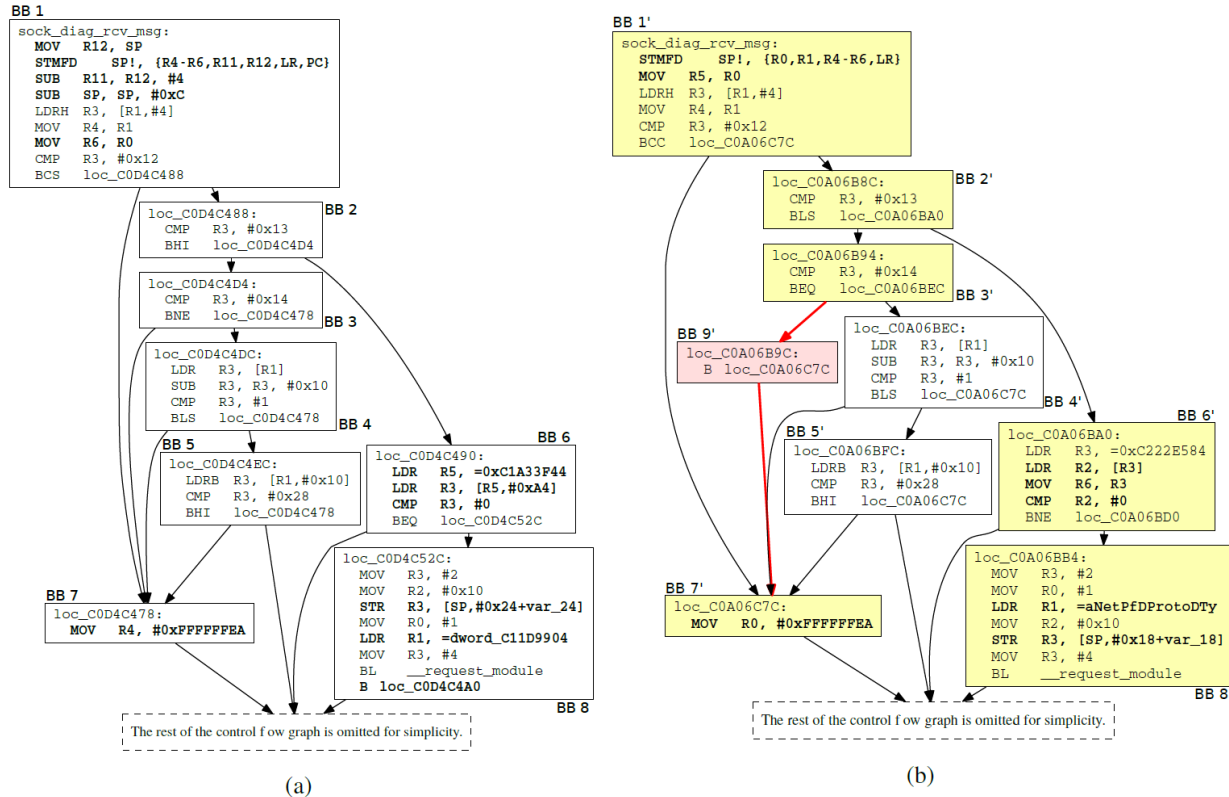 BB 1
sock_diag_rcv_msg:
MOV R12, SP
STMFD SP!, {R4-R6,R11,R12,LR,PC}
SUB R11, R12, #4
SUB SP, SP, #0xC
LDRH R3, [R1,#4]
MOV R4, R1
MOV R6, R0
CMP R3, #0x12
BCS loc_C0D4C488
BB 2
loc_C0D4C488:
CMP R3, #0x13
BHI loc_C0D4C4D4
loc_C0D4C4D4:
CMP R3, #0x14
BNE loc_C0D4C478
BB 3
loc_C0D4C4DC:
LDR R3, [R1]
SUB R3, R3, #0x10
CMP R3, #1
BLS loc_C0D4C478
BB 4
BB 5
loc_C0D4C4EC:
LDRB R3, [R1,#0x10]
CMP R3, #0x28
BHI loc_C0D4C478
BB 6
loc_C0D4C490:
LDR R5, =0xC1A33F44
LDR R3, [R5,#0xA4]
CMP R3, #0
BEQ loc_C0D4C52C
loc_C0D4C52C:
MOV R3, #2
MOV R2, #0x10
STR R3, [SP,#0x24+var_24]
MOV R0, #1
LDR R1, =dword_C11D9904
MOV R3, #4
BL __request_module
B loc_C0D4C4A0
BB 8
BB 7
loc_C0D4C478:
MOV R4, #0xFFFFFFEA
The rest of the control f ow graph is omitted for simplicity.
(a)
BB 1'
sock_diag_rcv_msg:
STMFD SP!, {R0,R1,R4-R6,LR}
MOV R5, R0
LDRH R3, [R1,#4]
MOV R4, R1
CMP R3, #0x12
BCC loc_C0A06C7C
BB 2'
loc_C0A06B8C:
CMP R3, #0x13
BLS loc_C0A06BA0
loc_C0A06B94:
CMP R3, #0x14
BEQ loc_C0A06BEC
BB 3'
BB 9'
loc_C0A06B9C:
B loc_C0A06C7C
loc_C0A06BEC:
LDR R3, [R1]
SUB R3, R3, #0x10
CMP R3, #1
BLS loc_C0A06C7C
BB 4'
BB 5'
loc_C0A06BFC:
LDRB R3, [R1,#0x10]
CMP R3, #0x28
BHI loc_C0A06C7C
BB 6'
loc_C0A06BA0:
LDR R3, =0xC222E584
LDR R2, [R3]
MOV R6, R3
CMP R2, #0
BNE loc_C0A06BD0
loc_C0A06BB4:
MOV R3, #2
MOV R0, #1
LDR R1, =aNetPfDProtoDTy
MOV R2, #0x10
STR R3, [SP,#0x18+var_18]
MOV R3, #4
BL __request_module
BB 8
BB 7'
loc_C0A06C7C:
MOV R0, #0xFFFFFFEA
The rest of the control f ow graph is omitted for simplicity.
(b)